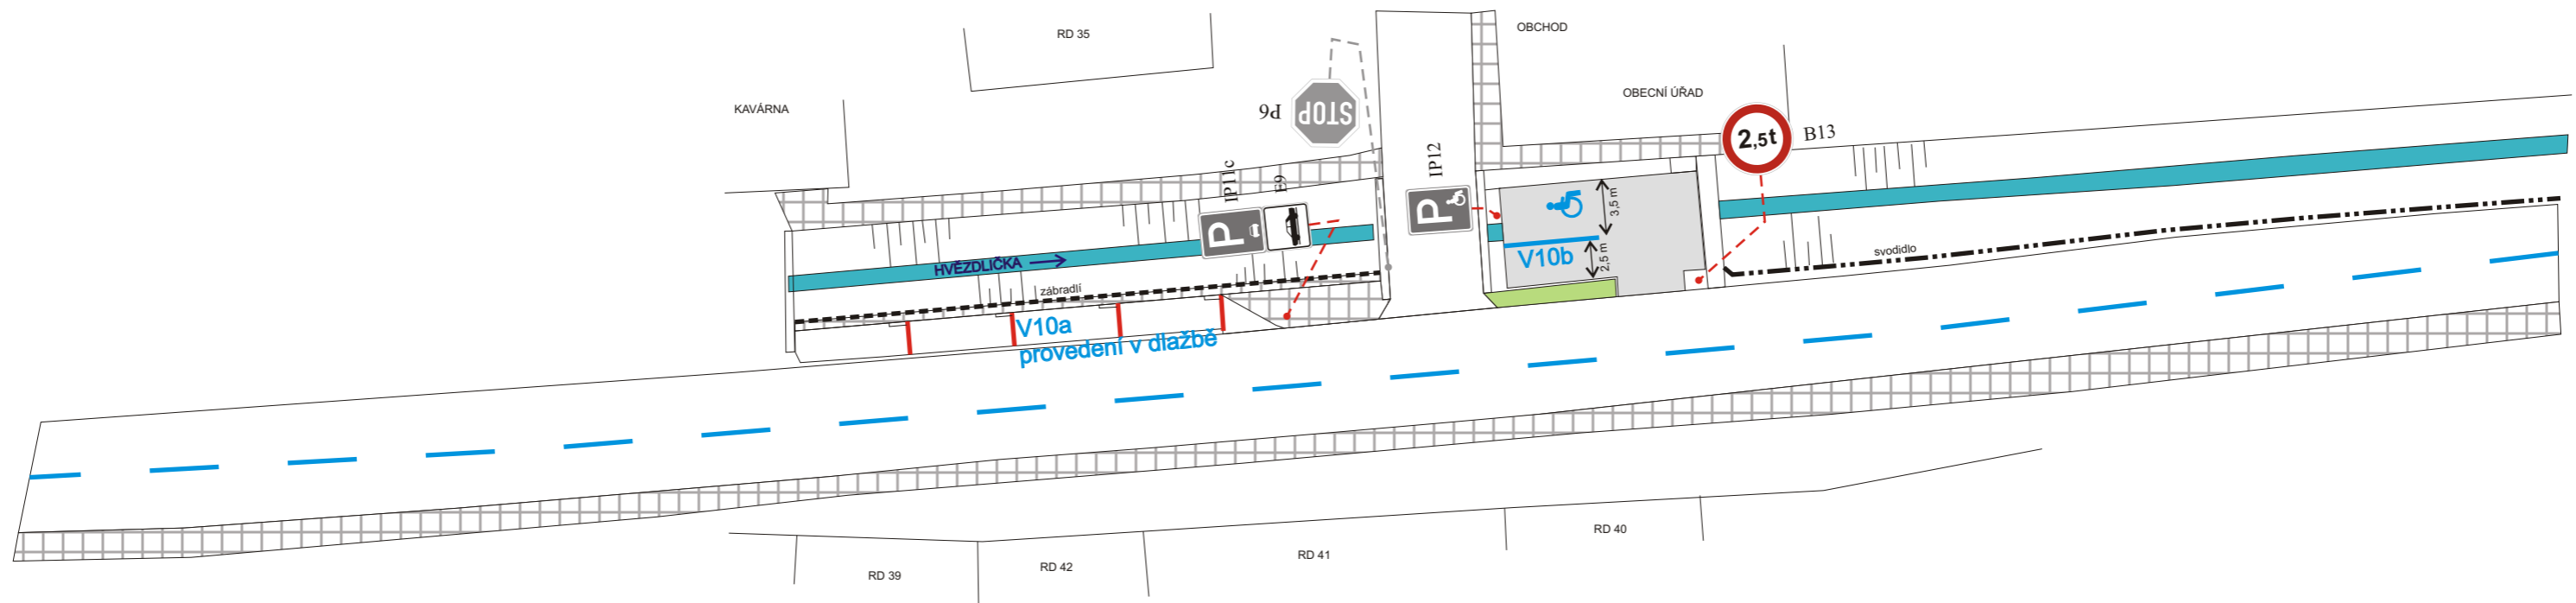 RD 35
OBCHOD
KAVÁRNA
OBECNÍ ÚŘAD
P6
STOP
2,5t
B13
IP11c
E9
IP12
P
P
3,5 m
2,5 m
V10b
HVĚZDLIČKA
zábradlí
svodidlo
V10a
provedení v dlažbě
RD 39
RD 42
RD 41
RD 40